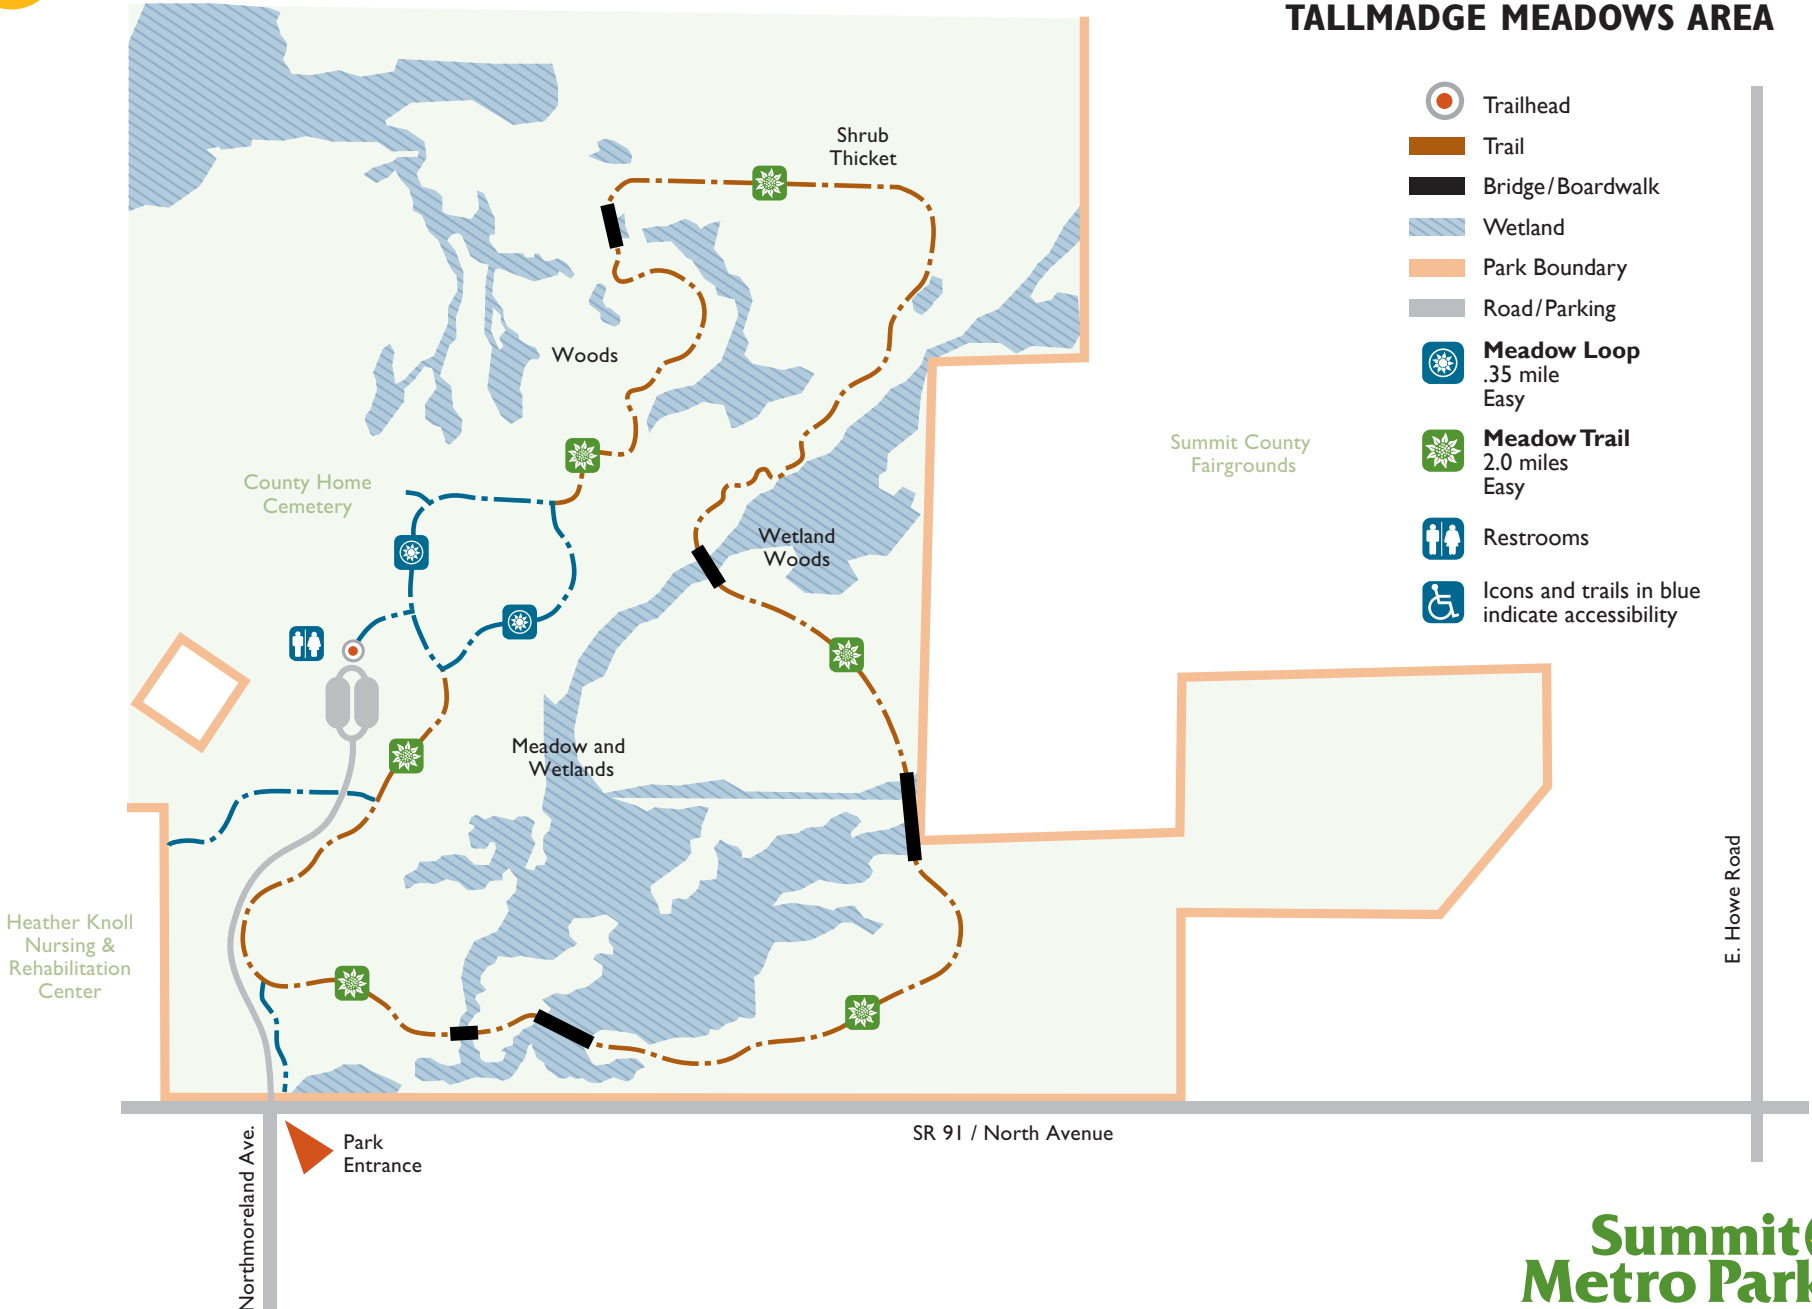 TALLMADGE MEADOWS AREA
Trailhead
Trail
Bridge/Boardwalk
Wetland
Park Boundary
Road/Parking
Meadow Loop
.35 mile
Easy
Meadow Trail
2.0 miles
Easy
Restrooms
Icons and trails in blue
indicate accessibility
Shrub
Thicket
Woods
County Home
Cemetery
Summit County
Fairgrounds
Wetland
Woods
Meadow and
Wetlands
Heather Knoll
Nursing &
Rehabilitation
Center
E. Howe Road
SR 91 / North Avenue
Park
Entrance
Northmoreland Ave.
Summit
Metro Park